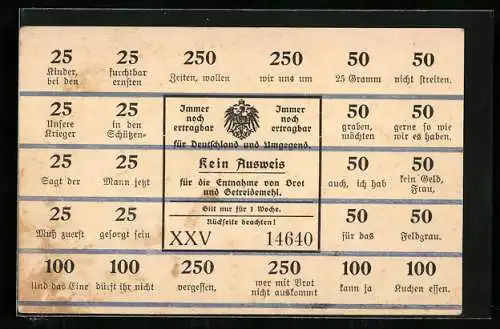 25 25 250 250 50 50
Kinder, furchtbar Zeiten, wollen wir uns um 25 Gramm nicht streiten.
bei den ernsten
25 25 Immer Immer 50 50
Unsere in den noch noch graben, gerne so wie
Krieger Schützen- ertragbar ertragbar möchten wir es haben.
für Deutschland und Umgegend.
25 25 Kein Ausweis 50 50
Sagt der Mann jetzt für die Entnahme von Brot auch, ich hab kein Geld,
und Getreidemehl. Frau,
Gilt nur für 1 Woche.
25 25 Rückseite beachten! 50 50
Muß zuerst gesorgt sein XXV 14640 für das Feldgrau.
100 100 250 250 100 100
Und das Eine dürft ihr nicht vergessen, wer mit Brot kann ja Kuchen essen.
nicht auskommt